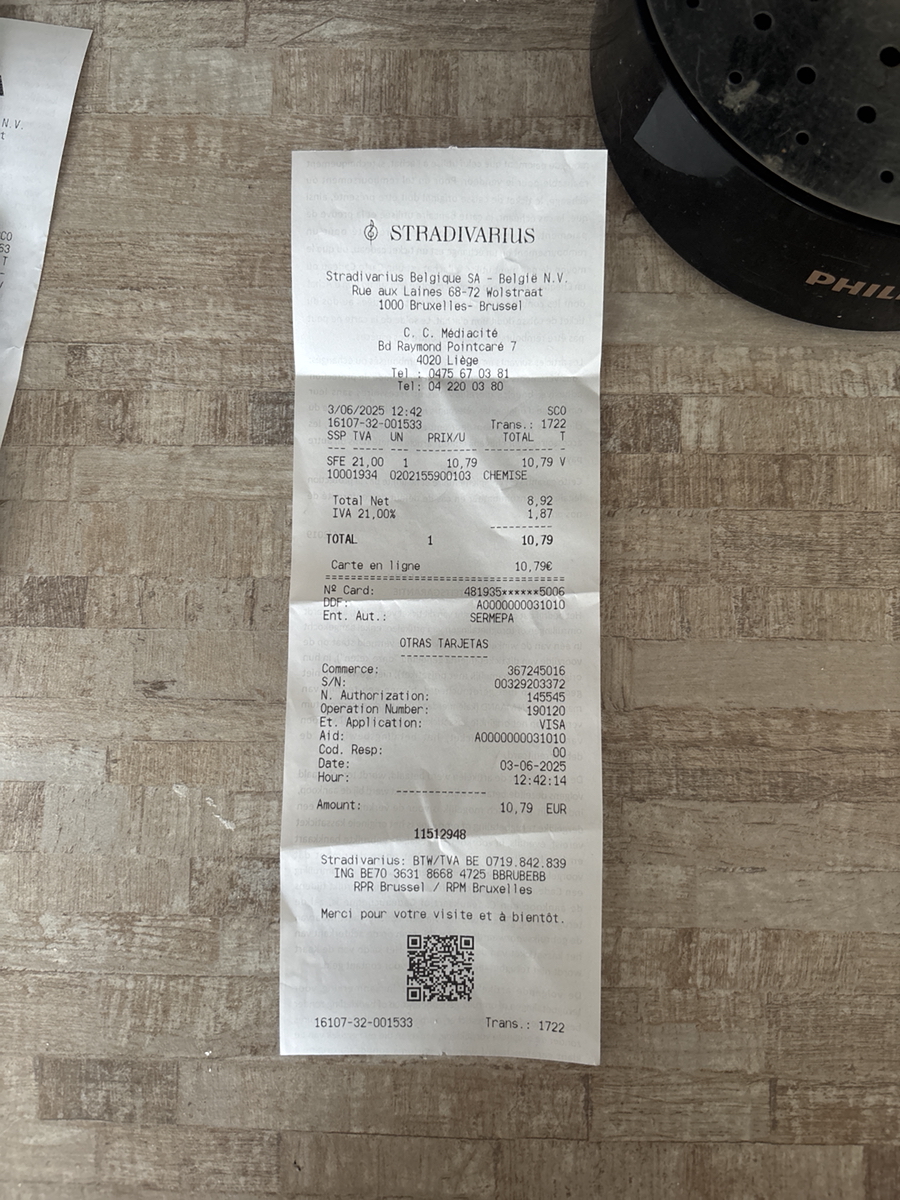 STRADIVARIUS
Stradivarius Belgique SA - België N.V.
Rue aux Laines 68-72 Wolstraat
1000 Bruxelles- Brussel
C. C. Médiacité
Bd Raymond Pointcaré 7
4020 Liège
Tel : 0475 67 03 81
Tel: 04 220 03 80
3/06/2025 12:42 SCO
16107-32-001533 Trans.: 1722
SSP TVA UN PRIX/U TOTAL T
SFE 21,00 1 10,79 10,79 V
10001934 0202155900103 CHEMISE
Total Net 8,92
IVA 21,00% 1,87
TOTAL 1 10,79
Carte en ligne 10,79€
Nº Card: 481935******5006
DDF: A0000000031010
Ent. Aut.: SERMEPA
OTRAS TARJETAS
Commerce: 367245016
S/N: 00329203372
N. Authorization: 145545
Operation Number: 190120
Et. Application: VISA
Aid: A0000000031010
Cod. Resp: 00
Date: 03-06-2025
Hour: 12:42:14
Amount: 10,79 EUR
11512948
Stradivarius: BTW/TVA BE 0719.842.839
ING BE70 3631 8668 4725 BBRUBEBB
RPR Brussel / RPM Bruxelles
Merci pour votre visite et à bientôt.
16107-32-001533 Trans.: 1722
N.V.
t
CO
53
T
PHIL